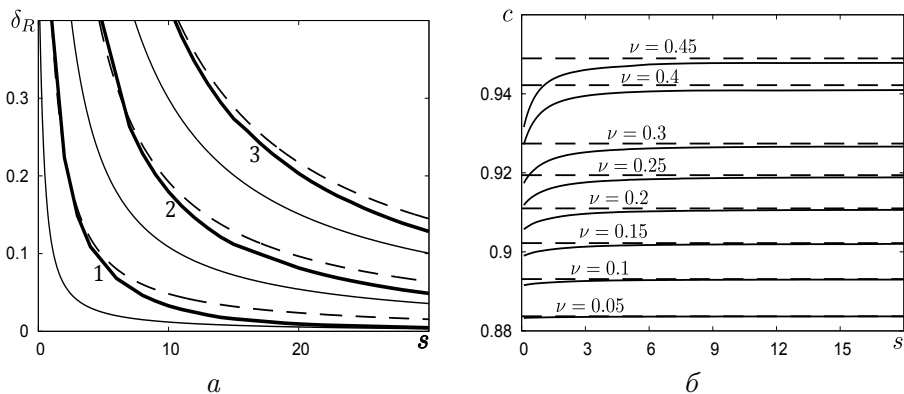 δ_R
0.3
0.2
0.1
0
0 10 20
s
1
2
3
а
c
0.94
0.92
0.9
0.88
0 3 6 9 12 15
s
ν = 0.45
ν = 0.4
ν = 0.3
ν = 0.25
ν = 0.2
ν = 0.15
ν = 0.1
ν = 0.05
б